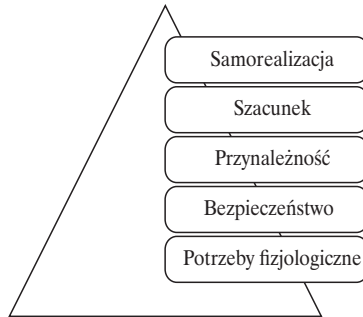 Samorealizacja
Szacunek
Przynależność
Bezpieczeństwo
Potrzeby fizjologiczne